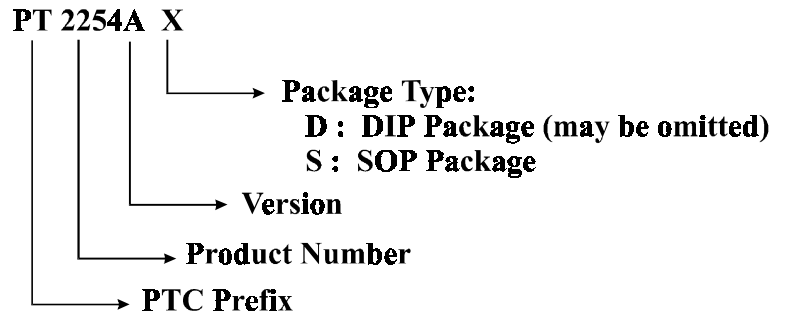 PT 2254A X
Package Type:
D : DIP Package (may be omitted)
S : SOP Package
Version
Product Number
PTC Prefix